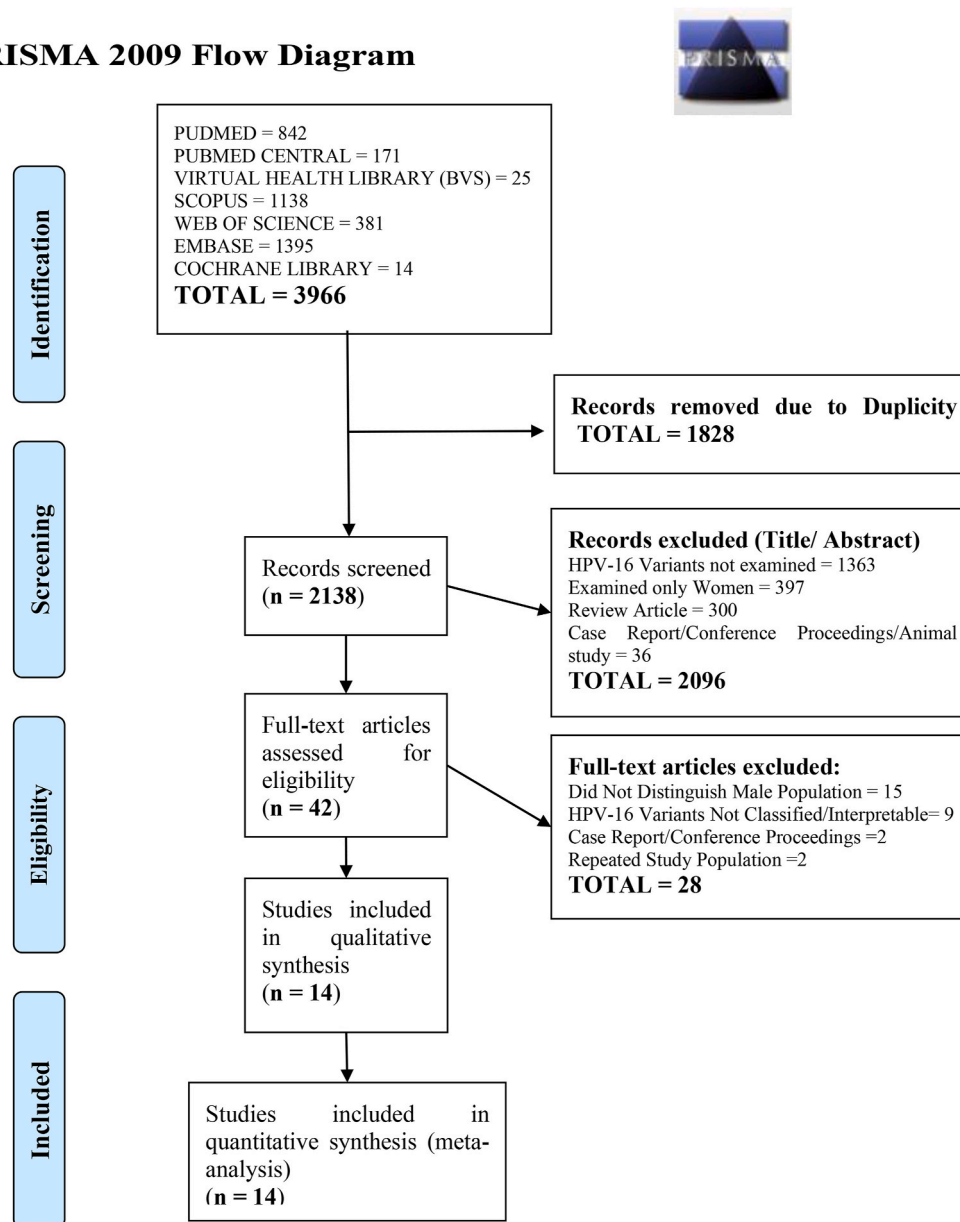 RISMA 2009 Flow Diagram
PRISMA
PUDMED = 842
PUBMED CENTRAL = 171
VIRTUAL HEALTH LIBRARY (BVS) = 25
SCOPUS = 1138
WEB OF SCIENCE = 381
EMBASE = 1395
COCHRANE LIBRARY = 14
TOTAL = 3966
Identification
Records removed due to Duplicity
TOTAL = 1828
Screening
Records screened
(n = 2138)
Records excluded (Title/ Abstract)
HPV-16 Variants not examined = 1363
Examined only Women = 397
Review Article = 300
Case Report/Conference Proceedings/Animal
study = 36
TOTAL = 2096
Eligibility
Full-text articles
assessed for
eligibility
(n = 42)
Full-text articles excluded:
Did Not Distinguish Male Population = 15
HPV-16 Variants Not Classified/Interpretable= 9
Case Report/Conference Proceedings =2
Repeated Study Population =2
TOTAL = 28
Studies included
in qualitative
synthesis
(n = 14)
Included
Studies included in
quantitative synthesis (meta-
analysis)
(n = 14)